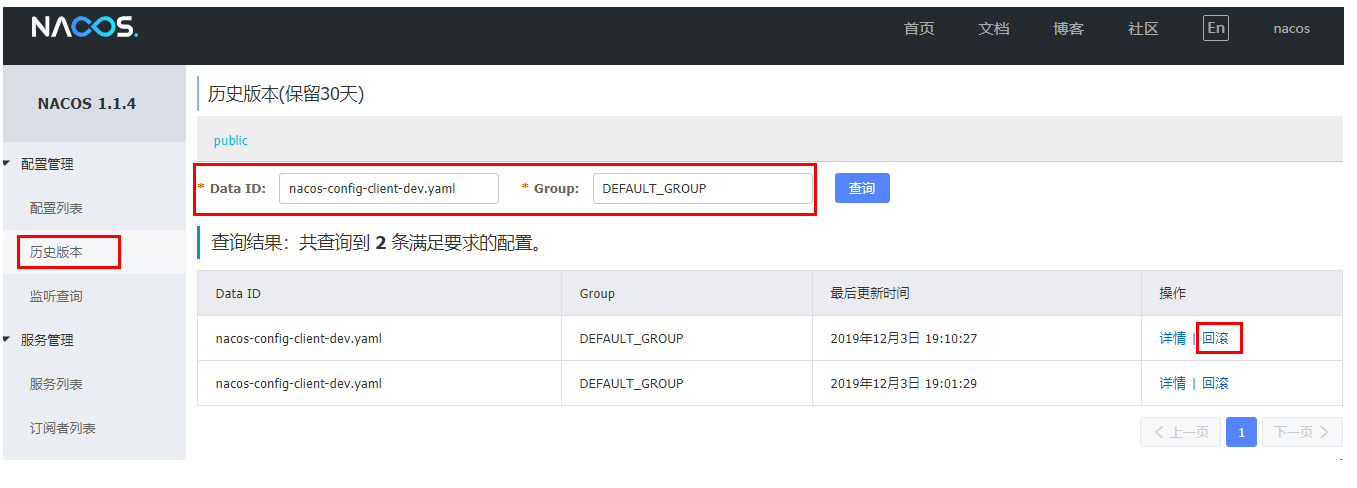 NACOS.
首页 文档 博客 社区 En nacos
NACOS 1.1.4
配置管理
配置列表
历史版本
监听查询
服务管理
服务列表
订阅者列表
历史版本(保留30天)
public
* Data ID: nacos-config-client-dev.yaml * Group: DEFAULT_GROUP 查询
查询结果：共查询到 2 条满足要求的配置。
Data ID Group 最后更新时间 操作
nacos-config-client-dev.yaml DEFAULT_GROUP 2019年12月3日 19:10:27 详情 | 回滚
nacos-config-client-dev.yaml DEFAULT_GROUP 2019年12月3日 19:01:29 详情 | 回滚
< 上一页 1 下一页 >